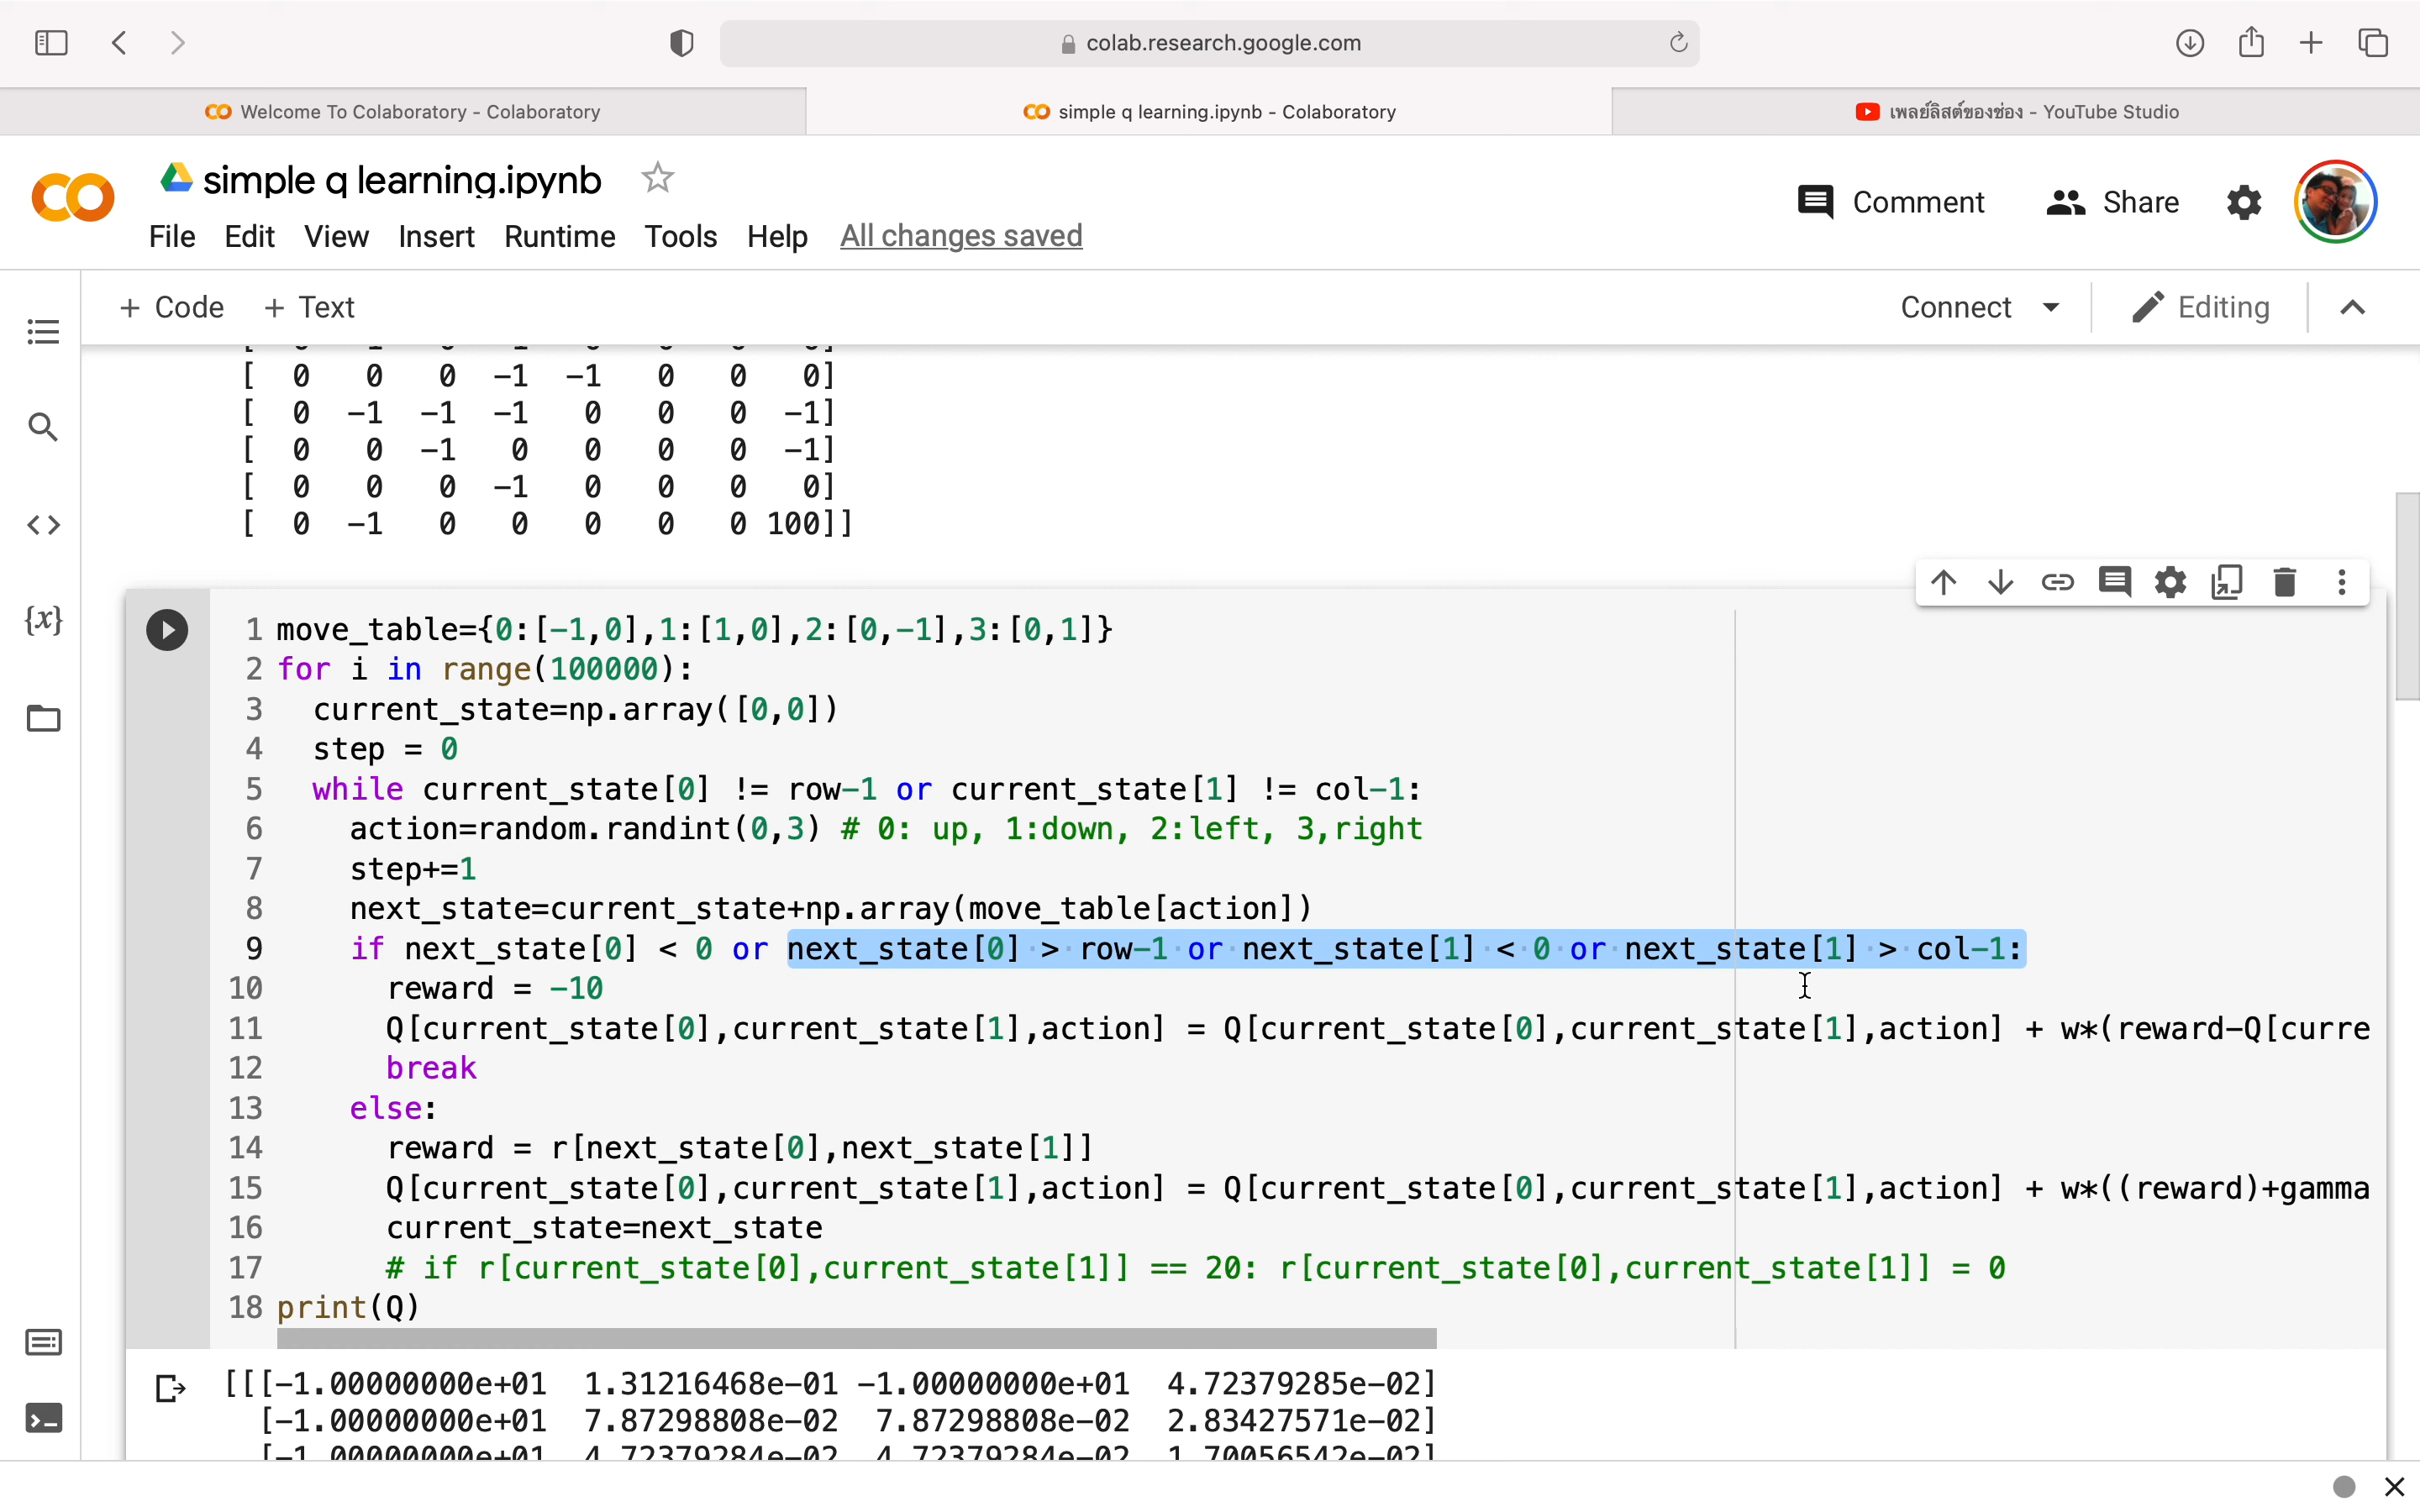 colab.research.google.com
Welcome To Colaboratory - Colaboratory
simple q learning.ipynb - Colaboratory
เพลย์ลิสต์ของช่อง - YouTube Studio
simple q learning.ipynb
Comment
Share
File Edit View Insert Runtime Tools Help All changes saved
+ Code + Text
Connect
Editing
[ 0 0 0 -1 -1 0 0 0]
[ 0 -1 -1 -1 0 0 0 -1]
[ 0 0 -1 0 0 0 0 -1]
[ 0 0 0 -1 0 0 0 0]
[ 0 -1 0 0 0 0 0 100]]
{x}
1 move_table={0:[-1,0],1:[1,0],2:[0,-1],3:[0,1]}
2 for i in range(100000):
3 current_state=np.array([0,0])
4 step = 0
5 while current_state[0] != row-1 or current_state[1] != col-1:
6 action=random.randint(0,3) # 0: up, 1:down, 2:left, 3,right
7 step+=1
8 next_state=current_state+np.array(move_table[action])
9 if next_state[0] < 0 or next_state[0] > row-1 or next_state[1] < 0 or next_state[1] > col-1:
10 reward = -10
11 Q[current_state[0],current_state[1],action] = Q[current_state[0],current_state[1],action] + w*(reward-Q[curre
12 break
13 else:
14 reward = r[next_state[0],next_state[1]]
15 Q[current_state[0],current_state[1],action] = Q[current_state[0],current_state[1],action] + w*((reward)+gamma
16 current_state=next_state
17 # if r[current_state[0],current_state[1]] == 20: r[current_state[0],current_state[1]] = 0
18 print(Q)
[[[-1.00000000e+01 1.31216468e-01 -1.00000000e+01 4.72379285e-02]
[-1.00000000e+01 7.87298808e-02 7.87298808e-02 2.83427571e-02]
[-1.00000000e+01 4.72379284e-02 4.72379284e-02 1.70056542e-02]